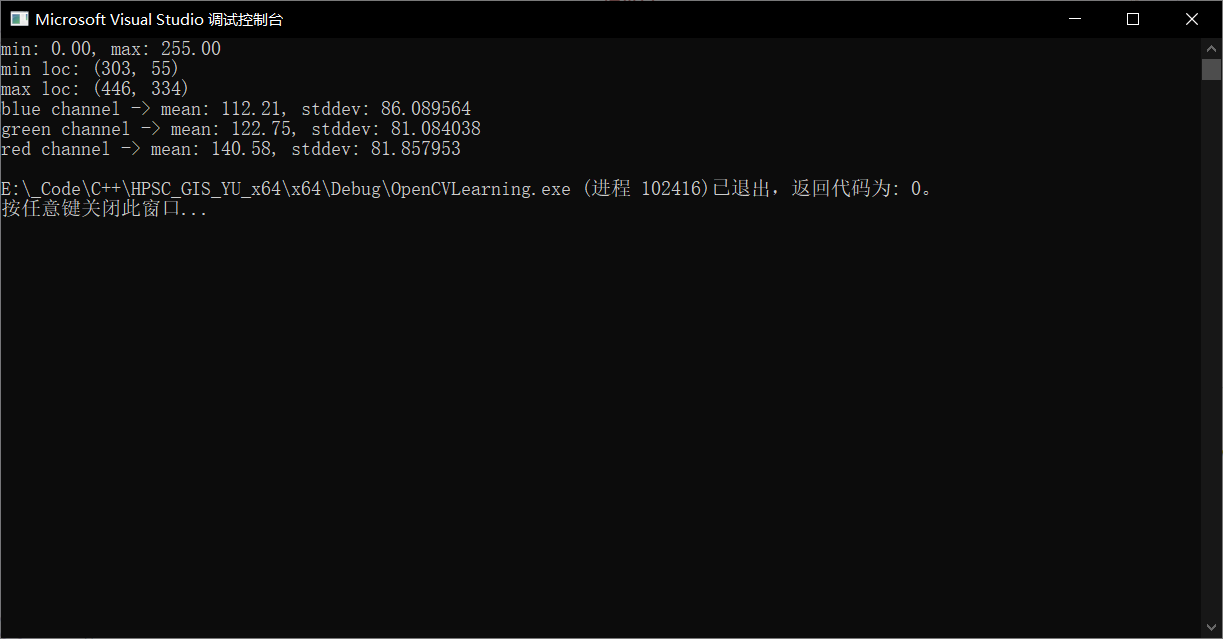 Microsoft Visual Studio 调试控制台
min: 0.00, max: 255.00
min loc: (303, 55)
max loc: (446, 334)
blue channel -> mean: 112.21, stddev: 86.089564
green channel -> mean: 122.75, stddev: 81.084038
red channel -> mean: 140.58, stddev: 81.857953
E:\_Code\C++\HPSC_GIS_YU_x64\x64\Debug\OpenCVLearning.exe (进程 102416)已退出，返回代码为: 0。
按任意键关闭此窗口...